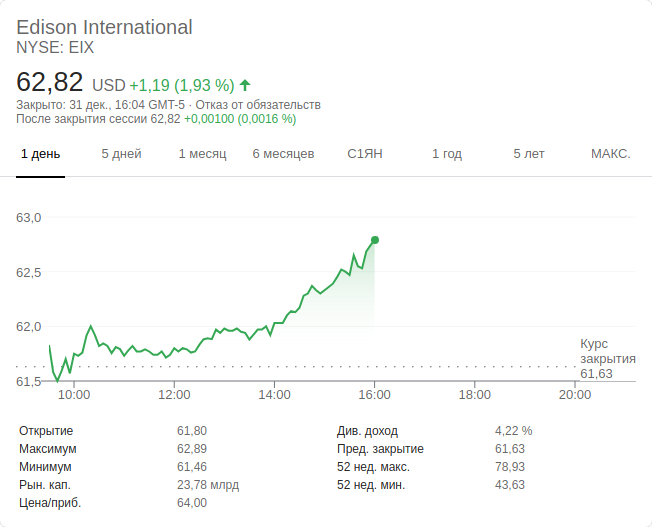 Edison International
NYSE: EIX
62,82 USD +1,19 (1,93 %)
Закрыто: 31 дек., 16:04 GMT-5 · Отказ от обязательств
После закрытия сессии 62,82 +0,00100 (0,0016 %)
1 день 5 дней 1 месяц 6 месяцев С1ЯН 1 год 5 лет МАКС.
63,0
62,5
62,0
Курс
закрытия
61,63
61,5
10:00 12:00 14:00 16:00 18:00 20:00
Открытие 61,80 Див. доход 4,22 %
Максимум 62,89 Пред. закрытие 61,63
Минимум 61,46 52 нед. макс. 78,93
Рын. кап. 23,78 млрд 52 нед. мин. 43,63
Цена/приб. 64,00